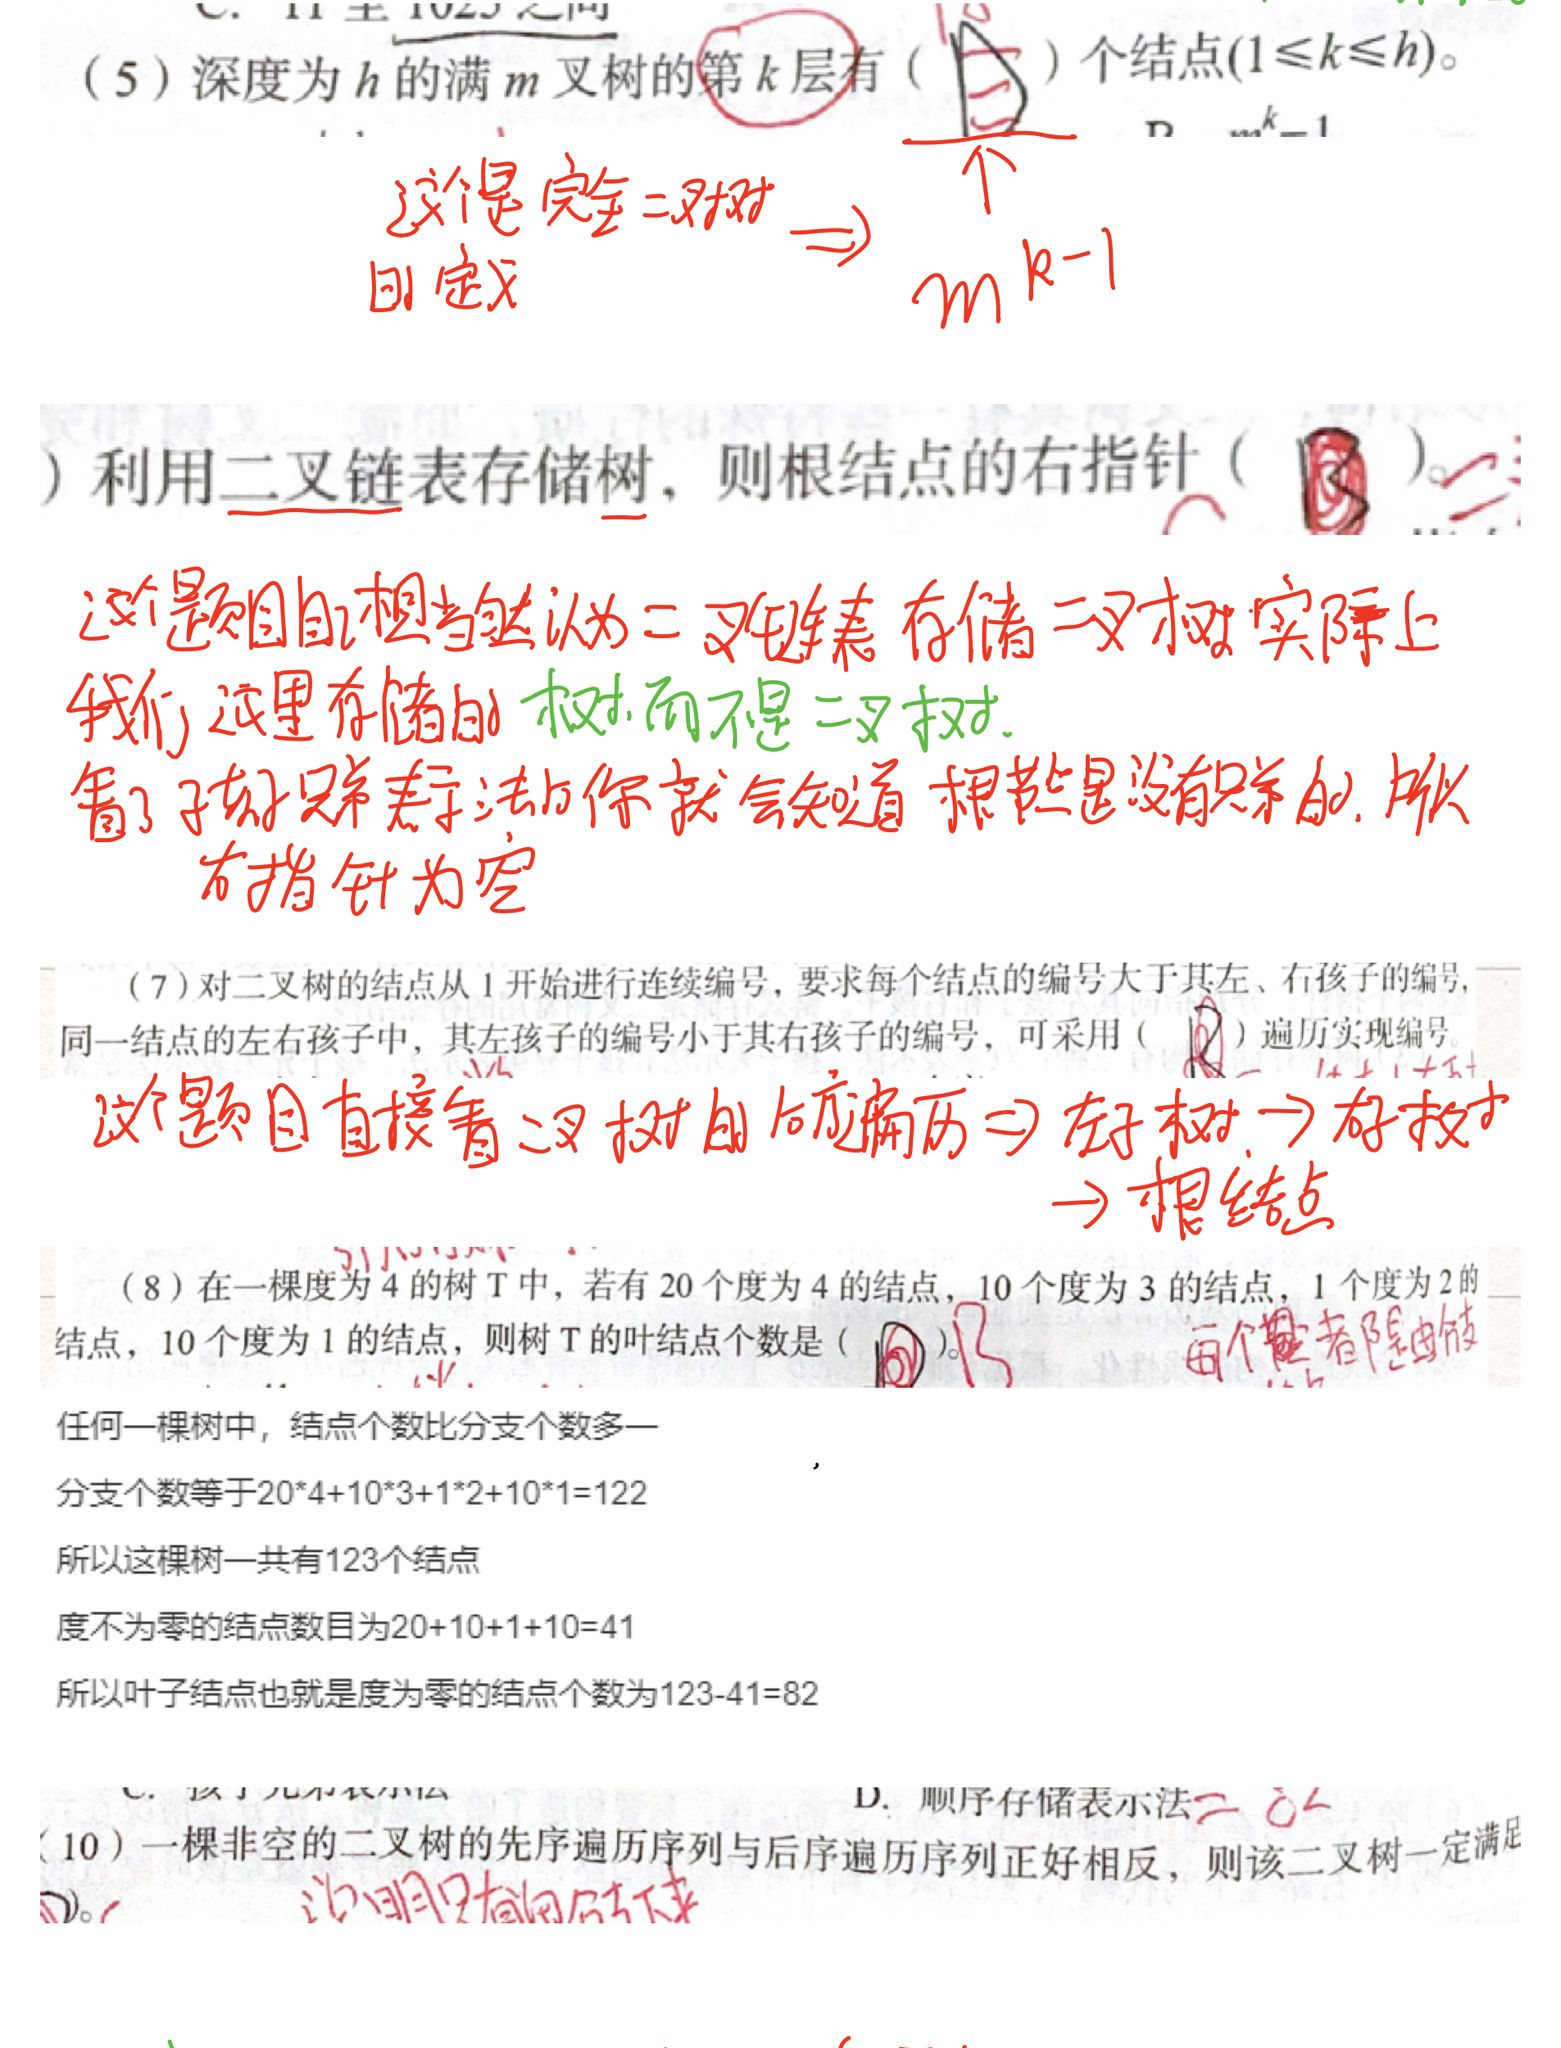 C. 11 至 1025 之间
（5）深度为 h 的满 m 叉树的第 k 层有（ ）个结点(1≤k≤h)。
B. m^k-1
这个是完全二叉树 ⇒
的定义
↑
m^{k-1}
）利用二叉链表存储树，则根结点的右指针（ ）。
这个题目自己想当然认为二叉链表存储二叉树实际上
我们这里存储的树而不是二叉树.
看了孩子兄弟表示法的你就会知道根节点是没有兄弟的.所以
右指针为空
（7）对二叉树的结点从 1 开始进行连续编号，要求每个结点的编号大于其左、右孩子的编号，
同一结点的左右孩子中，其左孩子的编号小于其右孩子的编号，可采用（ ）遍历实现编号。
这个题目直接看二叉树的后序遍历⇒左子树.→右子树
→根结点
（8）在一棵度为 4 的树 T 中，若有 20 个度为 4 的结点，10 个度为 3 的结点，1 个度为 2 的
结点，10 个度为 1 的结点，则树 T 的叶结点个数是（ ）。
任何一棵树中，结点个数比分支个数多一
分支个数等于20*4+10*3+1*2+10*1=122
所以这棵树一共有123个结点
度不为零的结点数目为20+10+1+10=41
所以叶子结点也就是度为零的结点个数为123-41=82
C. 孩子兄弟表示法 D. 顺序存储表示法 = 82
（10）一棵非空的二叉树的先序遍历序列与后序遍历序列正好相反，则该二叉树一定满足
）。